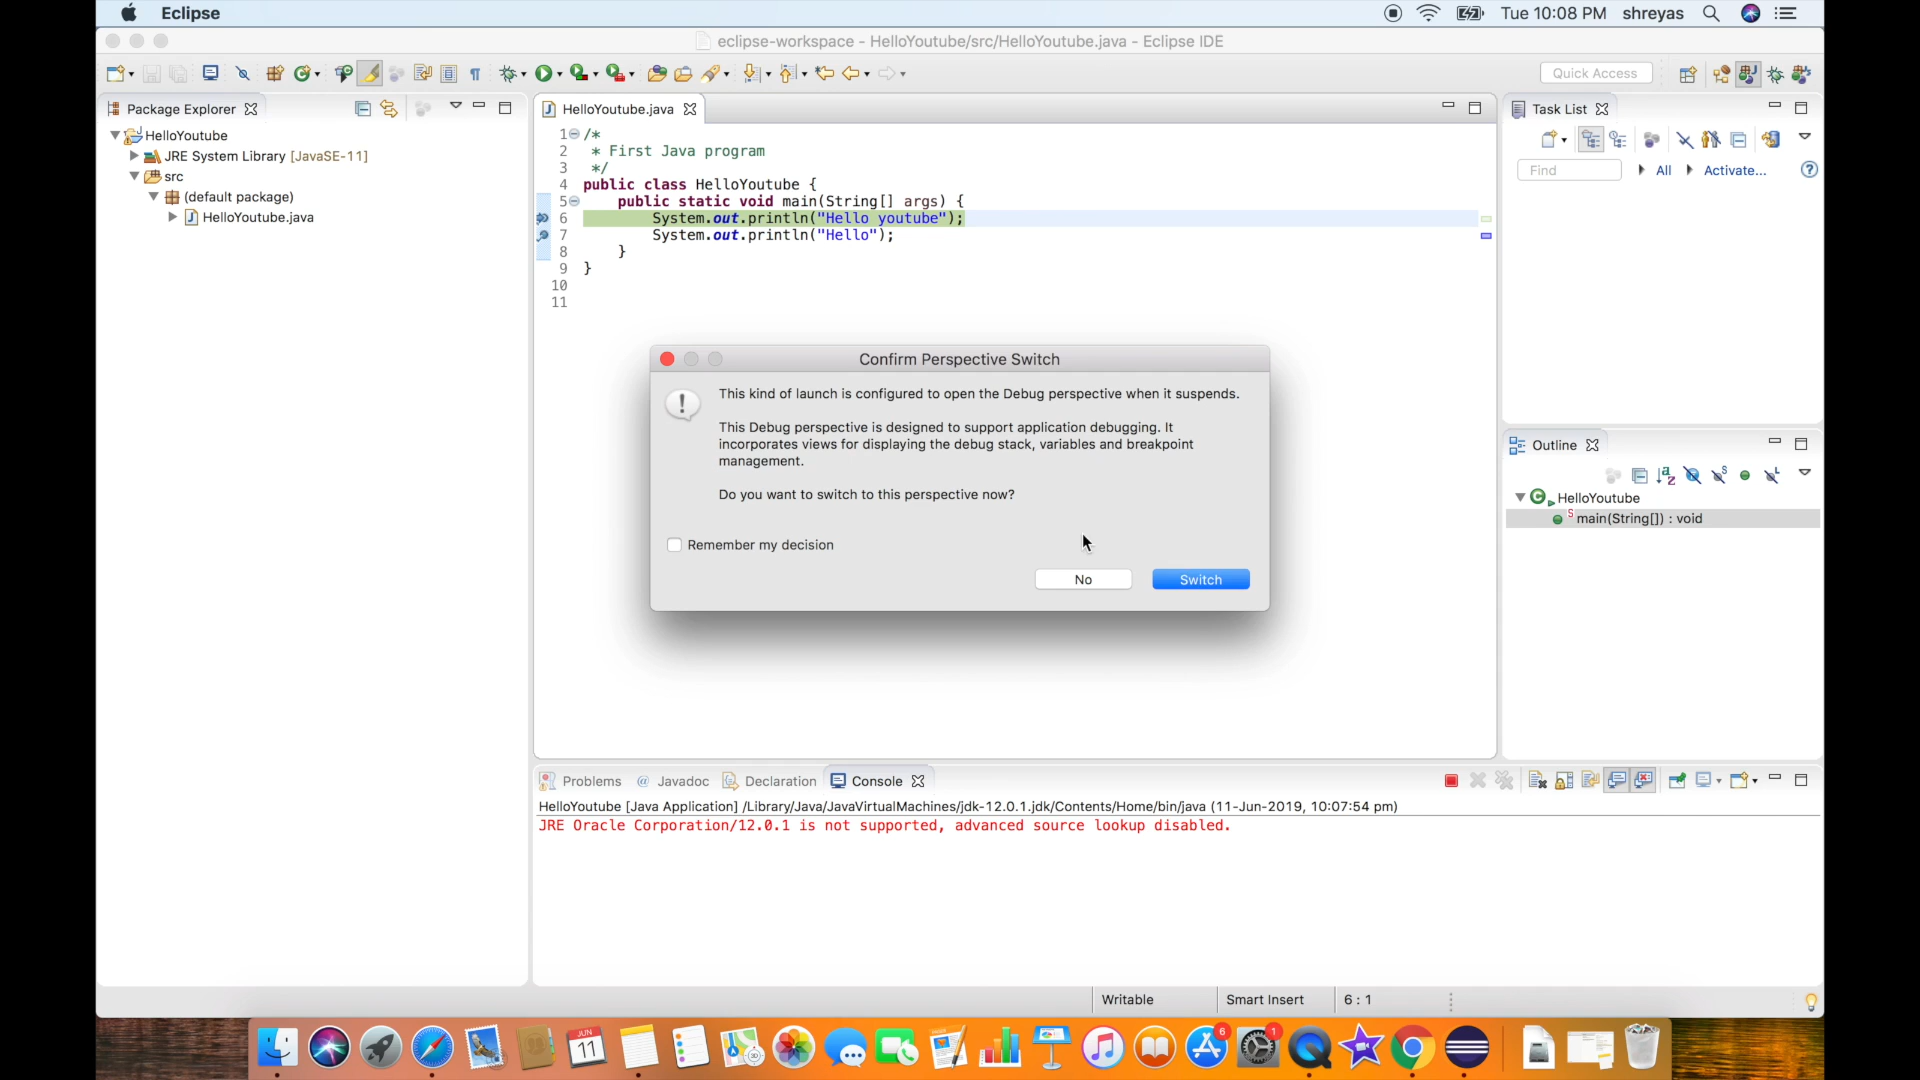 Eclipse
Tue 10:08 PM shreyas
eclipse-workspace - HelloYoutube/src/HelloYoutube.java - Eclipse IDE
Quick Access
Package Explorer
HelloYoutube
JRE System Library [JavaSE-11]
src
(default package)
HelloYoutube.java
HelloYoutube.java
1 /*
2 * First Java program
3 */
4 public class HelloYoutube {
5 public static void main(String[] args) {
6 System.out.println("Hello youtube");
7 System.out.println("Hello");
8 }
9 }
10
11
Task List
Find
All
Activate...
Confirm Perspective Switch
This kind of launch is configured to open the Debug perspective when it suspends.
This Debug perspective is designed to support application debugging. It
incorporates views for displaying the debug stack, variables and breakpoint
management.
Do you want to switch to this perspective now?
Remember my decision
No
Switch
Outline
HelloYoutube
main(String[]) : void
Problems
Javadoc
Declaration
Console
HelloYoutube [Java Application] /Library/Java/JavaVirtualMachines/jdk-12.0.1.jdk/Contents/Home/bin/java (11-Jun-2019, 10:07:54 pm)
JRE Oracle Corporation/12.0.1 is not supported, advanced source lookup disabled.
Writable
Smart Insert
6 : 1
JUN
11
6
1